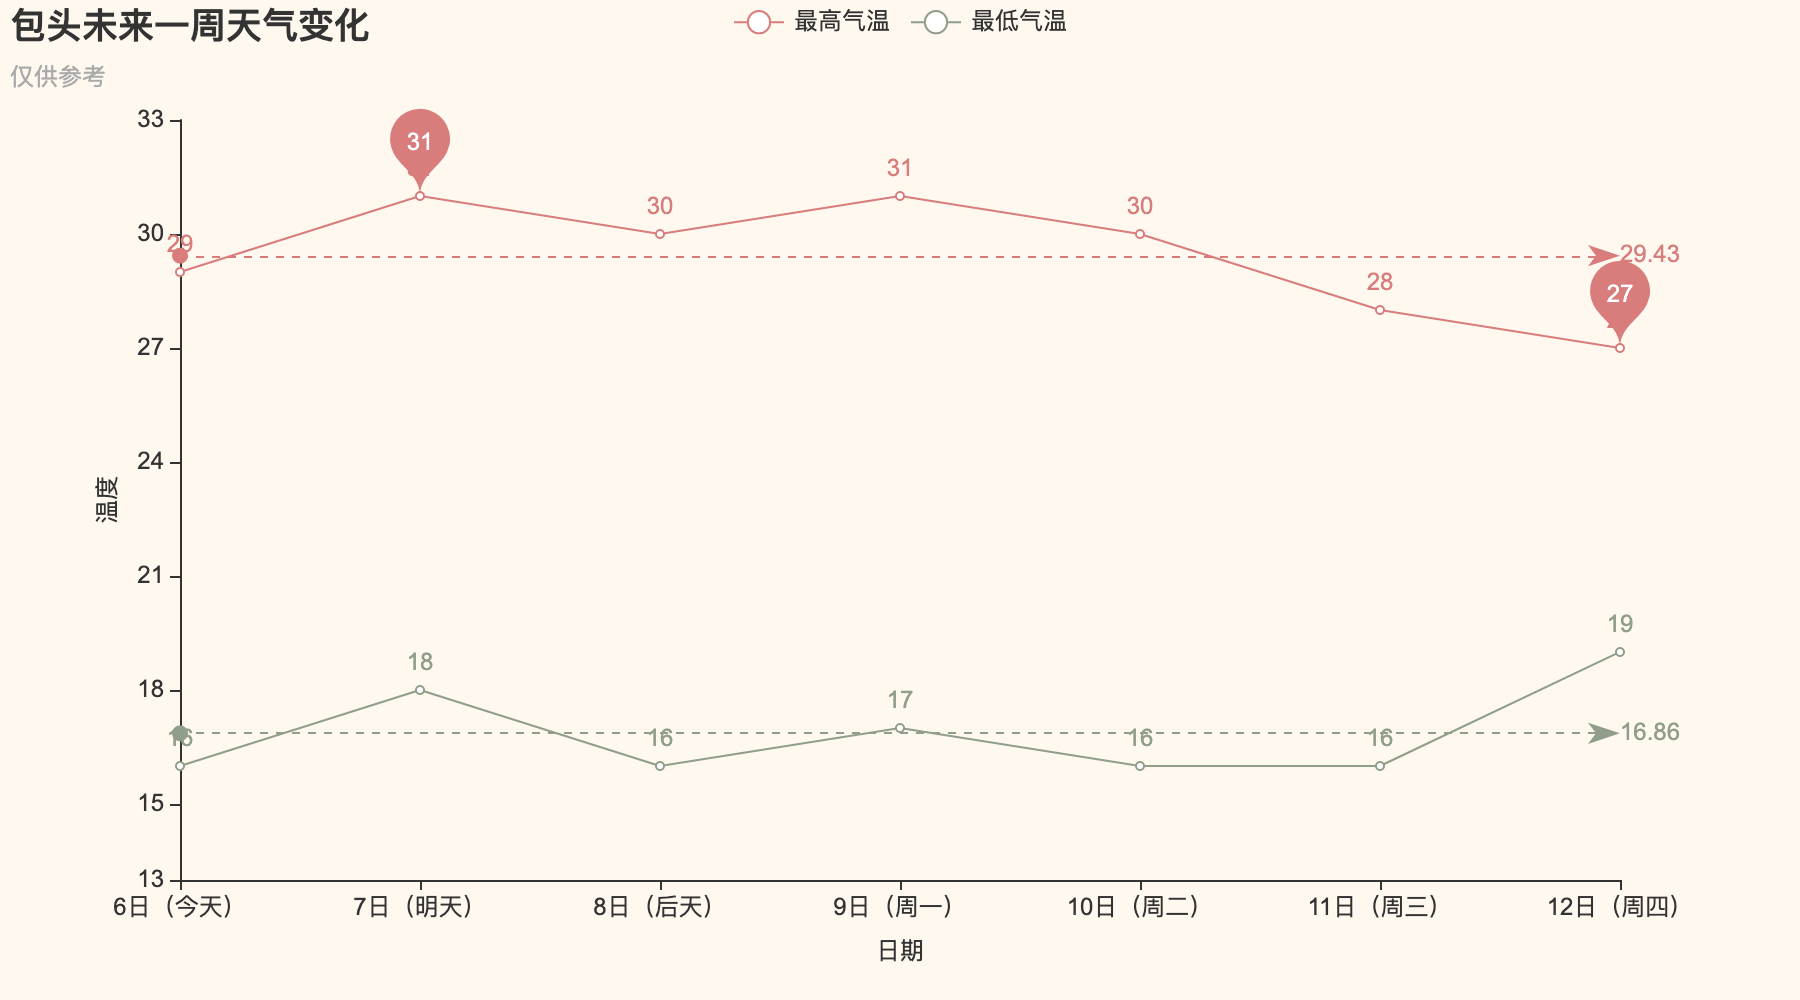 包头未来一周天气变化
仅供参考
最高气温
最低气温
33
30
27
24
21
18
15
13
温度
29
31
30
31
30
28
27
29.43
16
18
16
17
16
16
19
16.86
6日（今天）
7日（明天）
8日（后天）
9日（周一）
10日（周二）
11日（周三）
12日（周四）
日期